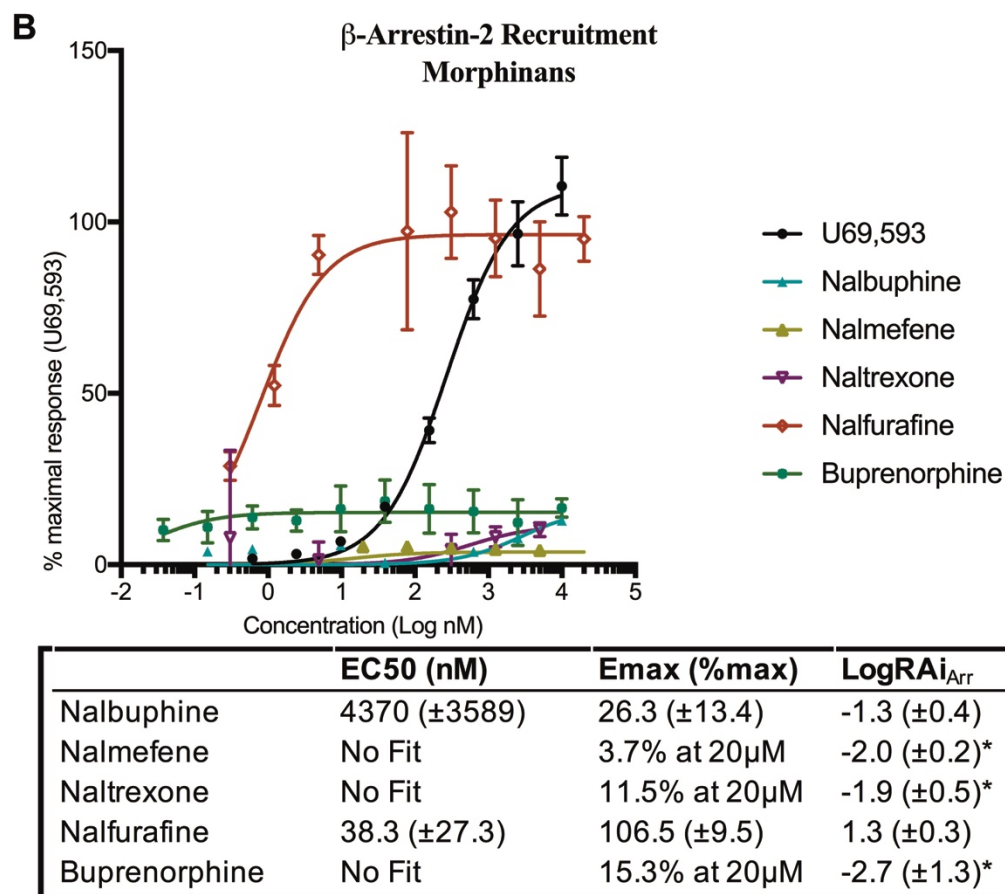 B
β-Arrestin-2 Recruitment
Morphinans
% maximal response (U69,593)
150
100
50
0
-2 -1 0 1 2 3 4 5
Concentration (Log nM)
U69,593
Nalbuphine
Nalmefene
Naltrexone
Nalfurafine
Buprenorphine
EC50 (nM) Emax (%max) LogRAiArr
Nalbuphine 4370 (±3589) 26.3 (±13.4) -1.3 (±0.4)
Nalmefene No Fit 3.7% at 20µM -2.0 (±0.2)*
Naltrexone No Fit 11.5% at 20µM -1.9 (±0.5)*
Nalfurafine 38.3 (±27.3) 106.5 (±9.5) 1.3 (±0.3)
Buprenorphine No Fit 15.3% at 20µM -2.7 (±1.3)*